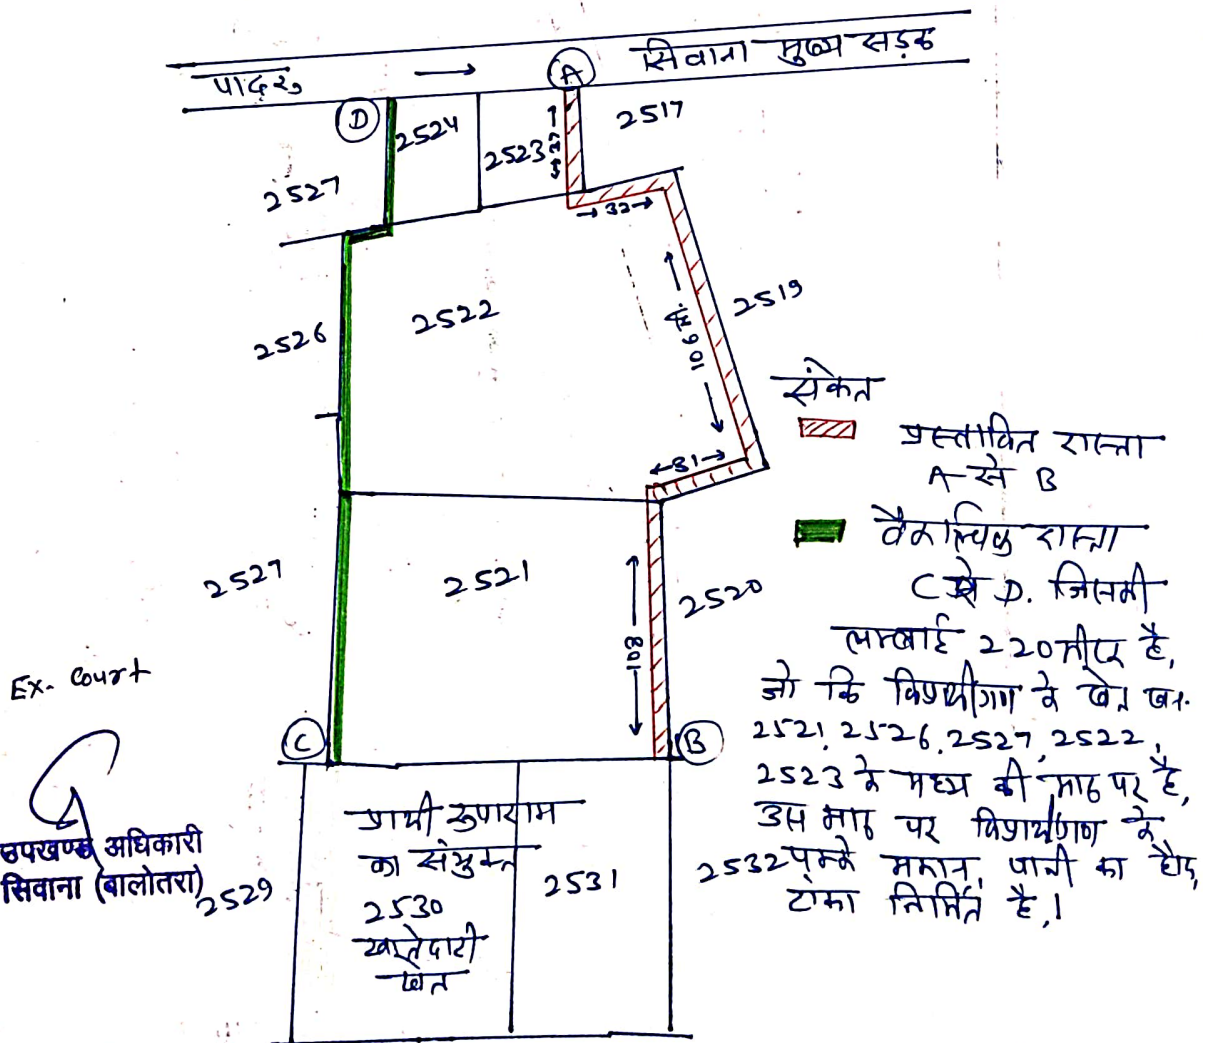 सिवाना मुख्य सड़क
पादरू
A
D
2524
2523
2517
2527
32
2522
2519
2526
106 मी.
31
संकेत
प्रस्तावित रास्ता
A से B
वैकल्पिक रास्ता
C से D. जिसकी
लम्बाई 220 मीटर है,
जो कि विप्रार्थीगण के खेत ख.न.
2521, 2526, 2527, 2522,
2523 के मध्य की माठ पर है,
उस माठ पर विप्रार्थीगण के
पक्के मकान, पानी का हौद,
टांका निर्मित है।
2527
2521
2520
108
Ex. Court
C
B
उपखण्ड अधिकारी
सिवाना (बालोतरा)
2529
प्रार्थी रुपाराम
का संयुक्त
2530
खातेदारी
खेत
2531
2532